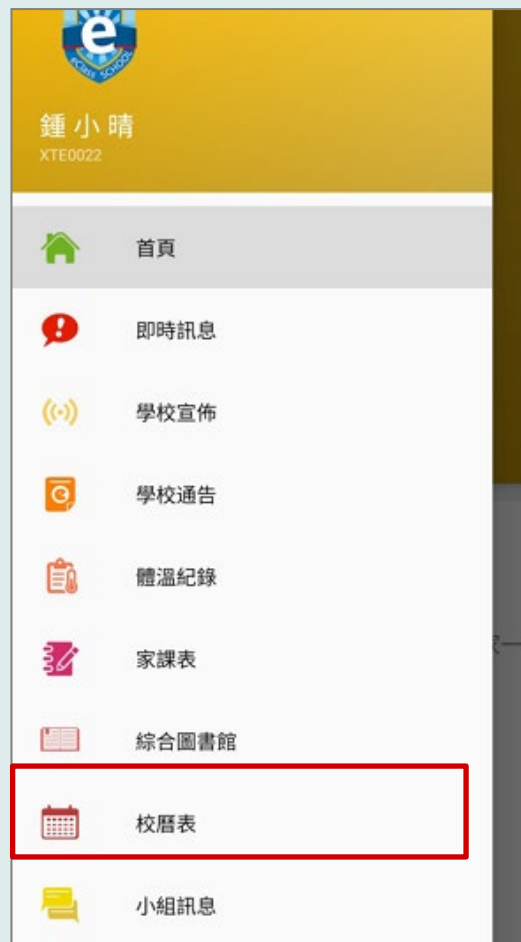 e
eClass SCHOOL
鍾小晴
XTE0022
首頁
即時訊息
學校宣佈
學校通告
體溫紀錄
家課表
綜合圖書館
校曆表
小組訊息